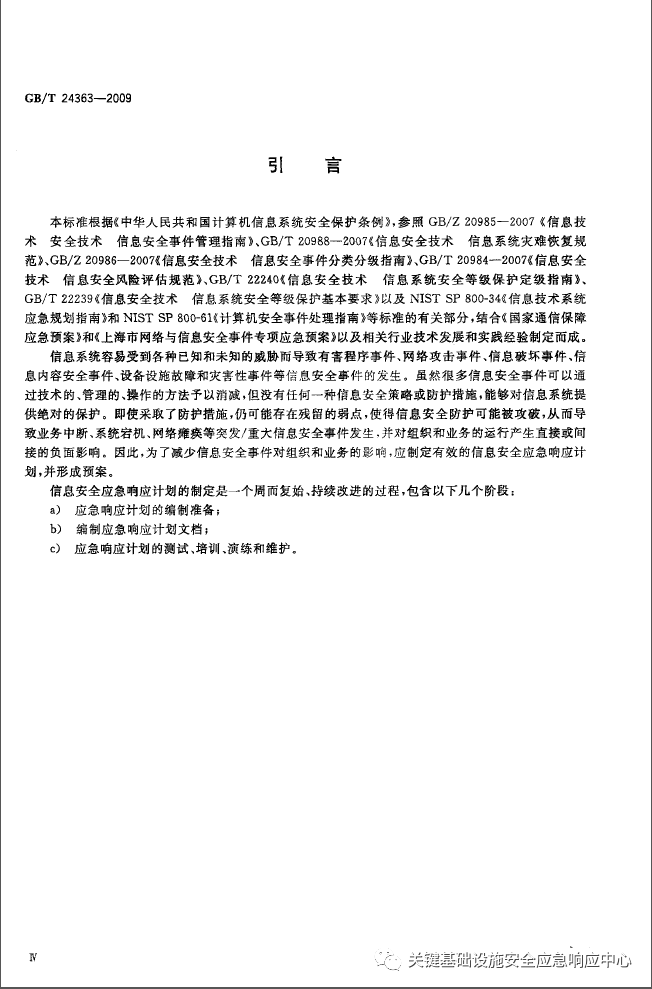 GB/T 24363—2009
引 言
本标准根据《中华人民共和国计算机信息系统安全保护条例》,参照 GB/Z 20985—2007《信息技
术 安全技术 信息安全事件管理指南》、GB/T 20988—2007《信息安全技术 信息系统灾难恢复规
范》、GB/Z 20986—2007《信息安全技术 信息安全事件分类分级指南》、GB/T 20984—2007《信息安全
技术 信息安全风险评估规范》、GB/T 22240《信息安全技术 信息系统安全等级保护定级指南》、
GB/T 22239《信息安全技术 信息系统安全等级保护基本要求》以及 NIST SP 800-34《信息技术系统
应急规划指南》和 NIST SP 800-61《计算机安全事件处理指南》等标准的有关部分,结合《国家通信保障
应急预案》和《上海市网络与信息安全事件专项应急预案》以及相关行业技术发展和实践经验制定而成。
信息系统容易受到各种已知和未知的威胁而导致有害程序事件、网络攻击事件、信息破坏事件、信
息内容安全事件、设备设施故障和灾害性事件等信息安全事件的发生。虽然很多信息安全事件可以通
过技术的、管理的、操作的方法予以消减,但没有任何一种信息安全策略或防护措施,能够对信息系统提
供绝对的保护。即使采取了防护措施,仍可能存在残留的弱点,使得信息安全防护可能被攻破,从而导
致业务中断、系统宕机、网络瘫痪等突发/重大信息安全事件发生,并对组织和业务的运行产生直接或间
接的负面影响。因此,为了减少信息安全事件对组织和业务的影响,应制定有效的信息安全应急响应计
划,并形成预案。
信息安全应急响应计划的制定是一个周而复始、持续改进的过程,包含以下几个阶段:
a) 应急响应计划的编制准备;
b) 编制应急响应计划文档;
c) 应急响应计划的测试、培训、演练和维护。
Ⅳ
关键基础设施安全应急响应中心